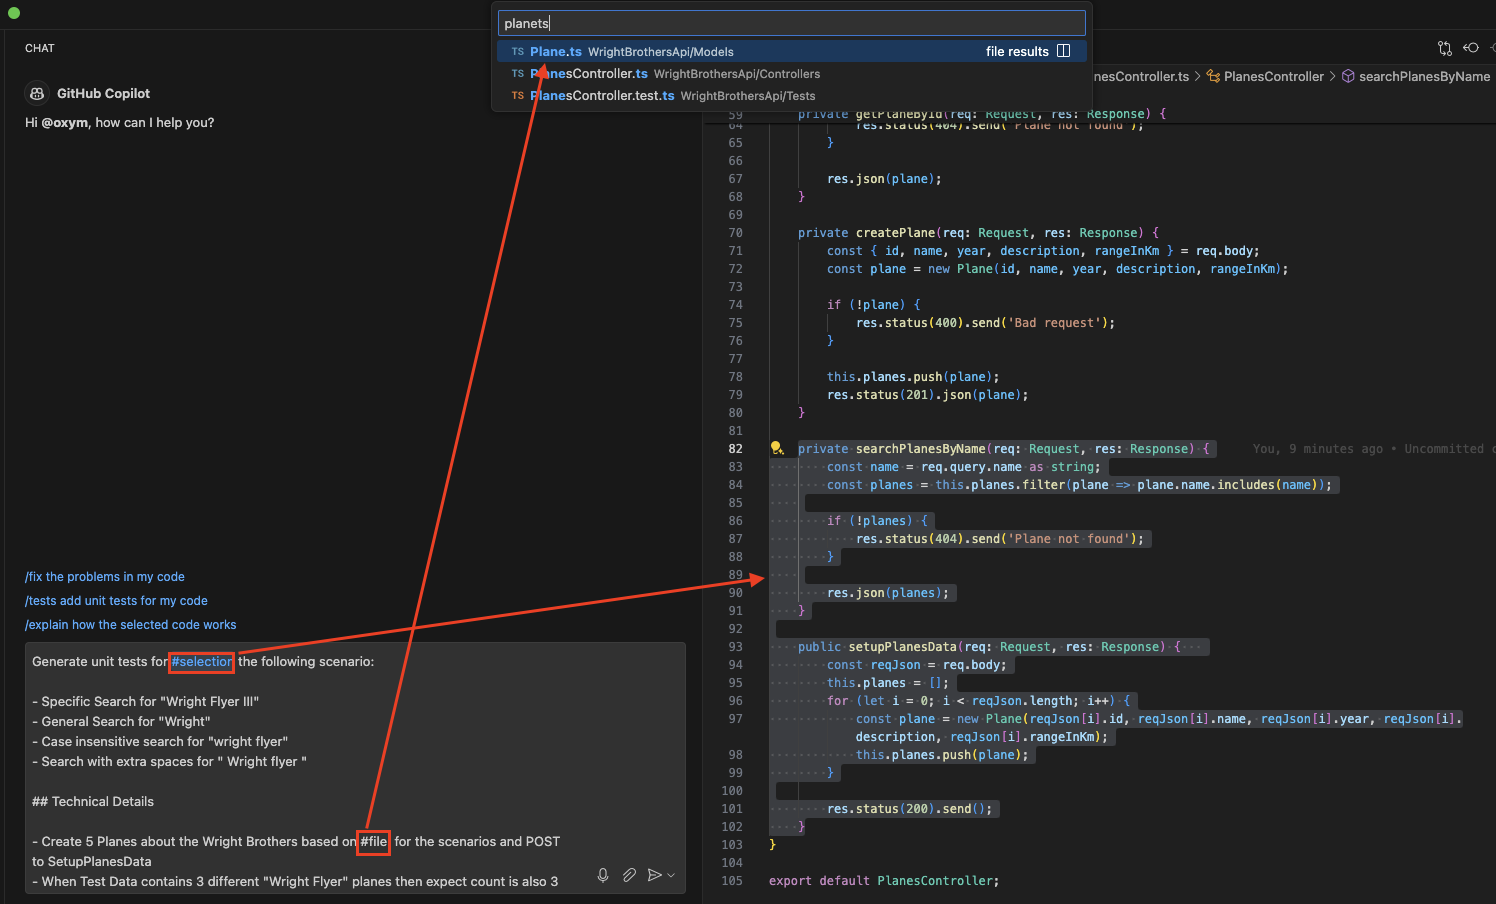 planets
TS Plane.ts WrightBrothersApi/Models file results
TS PlanesController.ts WrightBrothersApi/Controllers
TS PlanesController.test.ts WrightBrothersApi/Tests
CHAT
GitHub Copilot
Hi @oxym, how can I help you?
/fix the problems in my code
/tests add unit tests for my code
/explain how the selected code works
Generate unit tests for #selection the following scenario:
- Specific Search for "Wright Flyer III"
- General Search for "Wright"
- Case insensitive search for "wright flyer"
- Search with extra spaces for " Wright flyer "
## Technical Details
- Create 5 Planes about the Wright Brothers based on #file for the scenarios and POST
to SetupPlanesData
- When Test Data contains 3 different "Wright Flyer" planes then expect count is also 3
nesController.ts > PlanesController > searchPlanesByName
59 private getPlaneById(req: Request, res: Response) {
64 res.status(404).send('Plane not found');
65 }
66
67 res.json(plane);
68 }
69
70 private createPlane(req: Request, res: Response) {
71 const { id, name, year, description, rangeInKm } = req.body;
72 const plane = new Plane(id, name, year, description, rangeInKm);
73
74 if (!plane) {
75 res.status(400).send('Bad request');
76 }
77
78 this.planes.push(plane);
79 res.status(201).json(plane);
80 }
81
82 private searchPlanesByName(req: Request, res: Response) { You, 9 minutes ago • Uncommitted c
83 const name = req.query.name as string;
84 const planes = this.planes.filter(plane => plane.name.includes(name));
85
86 if (!planes) {
87 res.status(404).send('Plane not found');
88 }
89
90 res.json(planes);
91 }
92
93 public setupPlanesData(req: Request, res: Response) {
94 const reqJson = req.body;
95 this.planes = [];
96 for (let i = 0; i < reqJson.length; i++) {
97 const plane = new Plane(reqJson[i].id, reqJson[i].name, reqJson[i].year, reqJson[i].
description, reqJson[i].rangeInKm);
98 this.planes.push(plane);
99 }
100
101 res.status(200).send();
102 }
103 }
104
105 export default PlanesController;